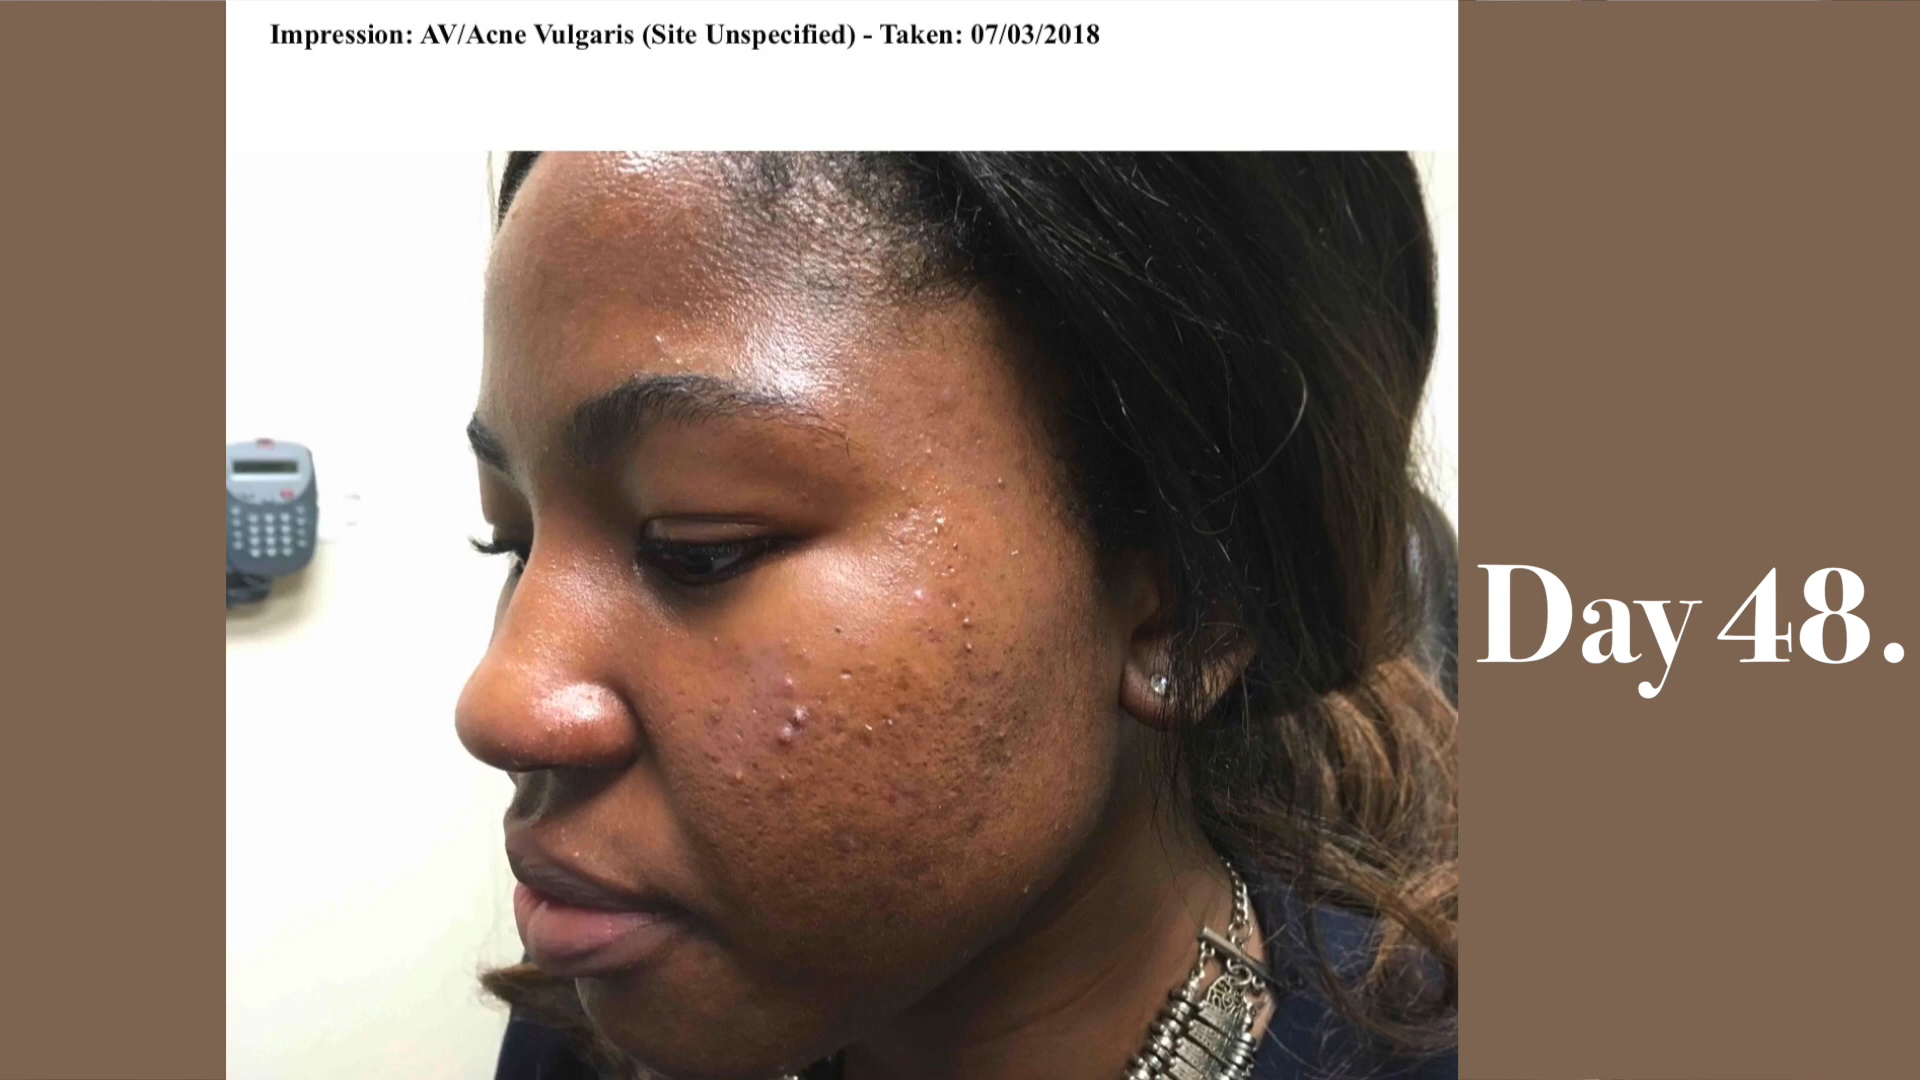 Impression: AV/Acne Vulgaris (Site Unspecified) - Taken: 07/03/2018
Day 48.